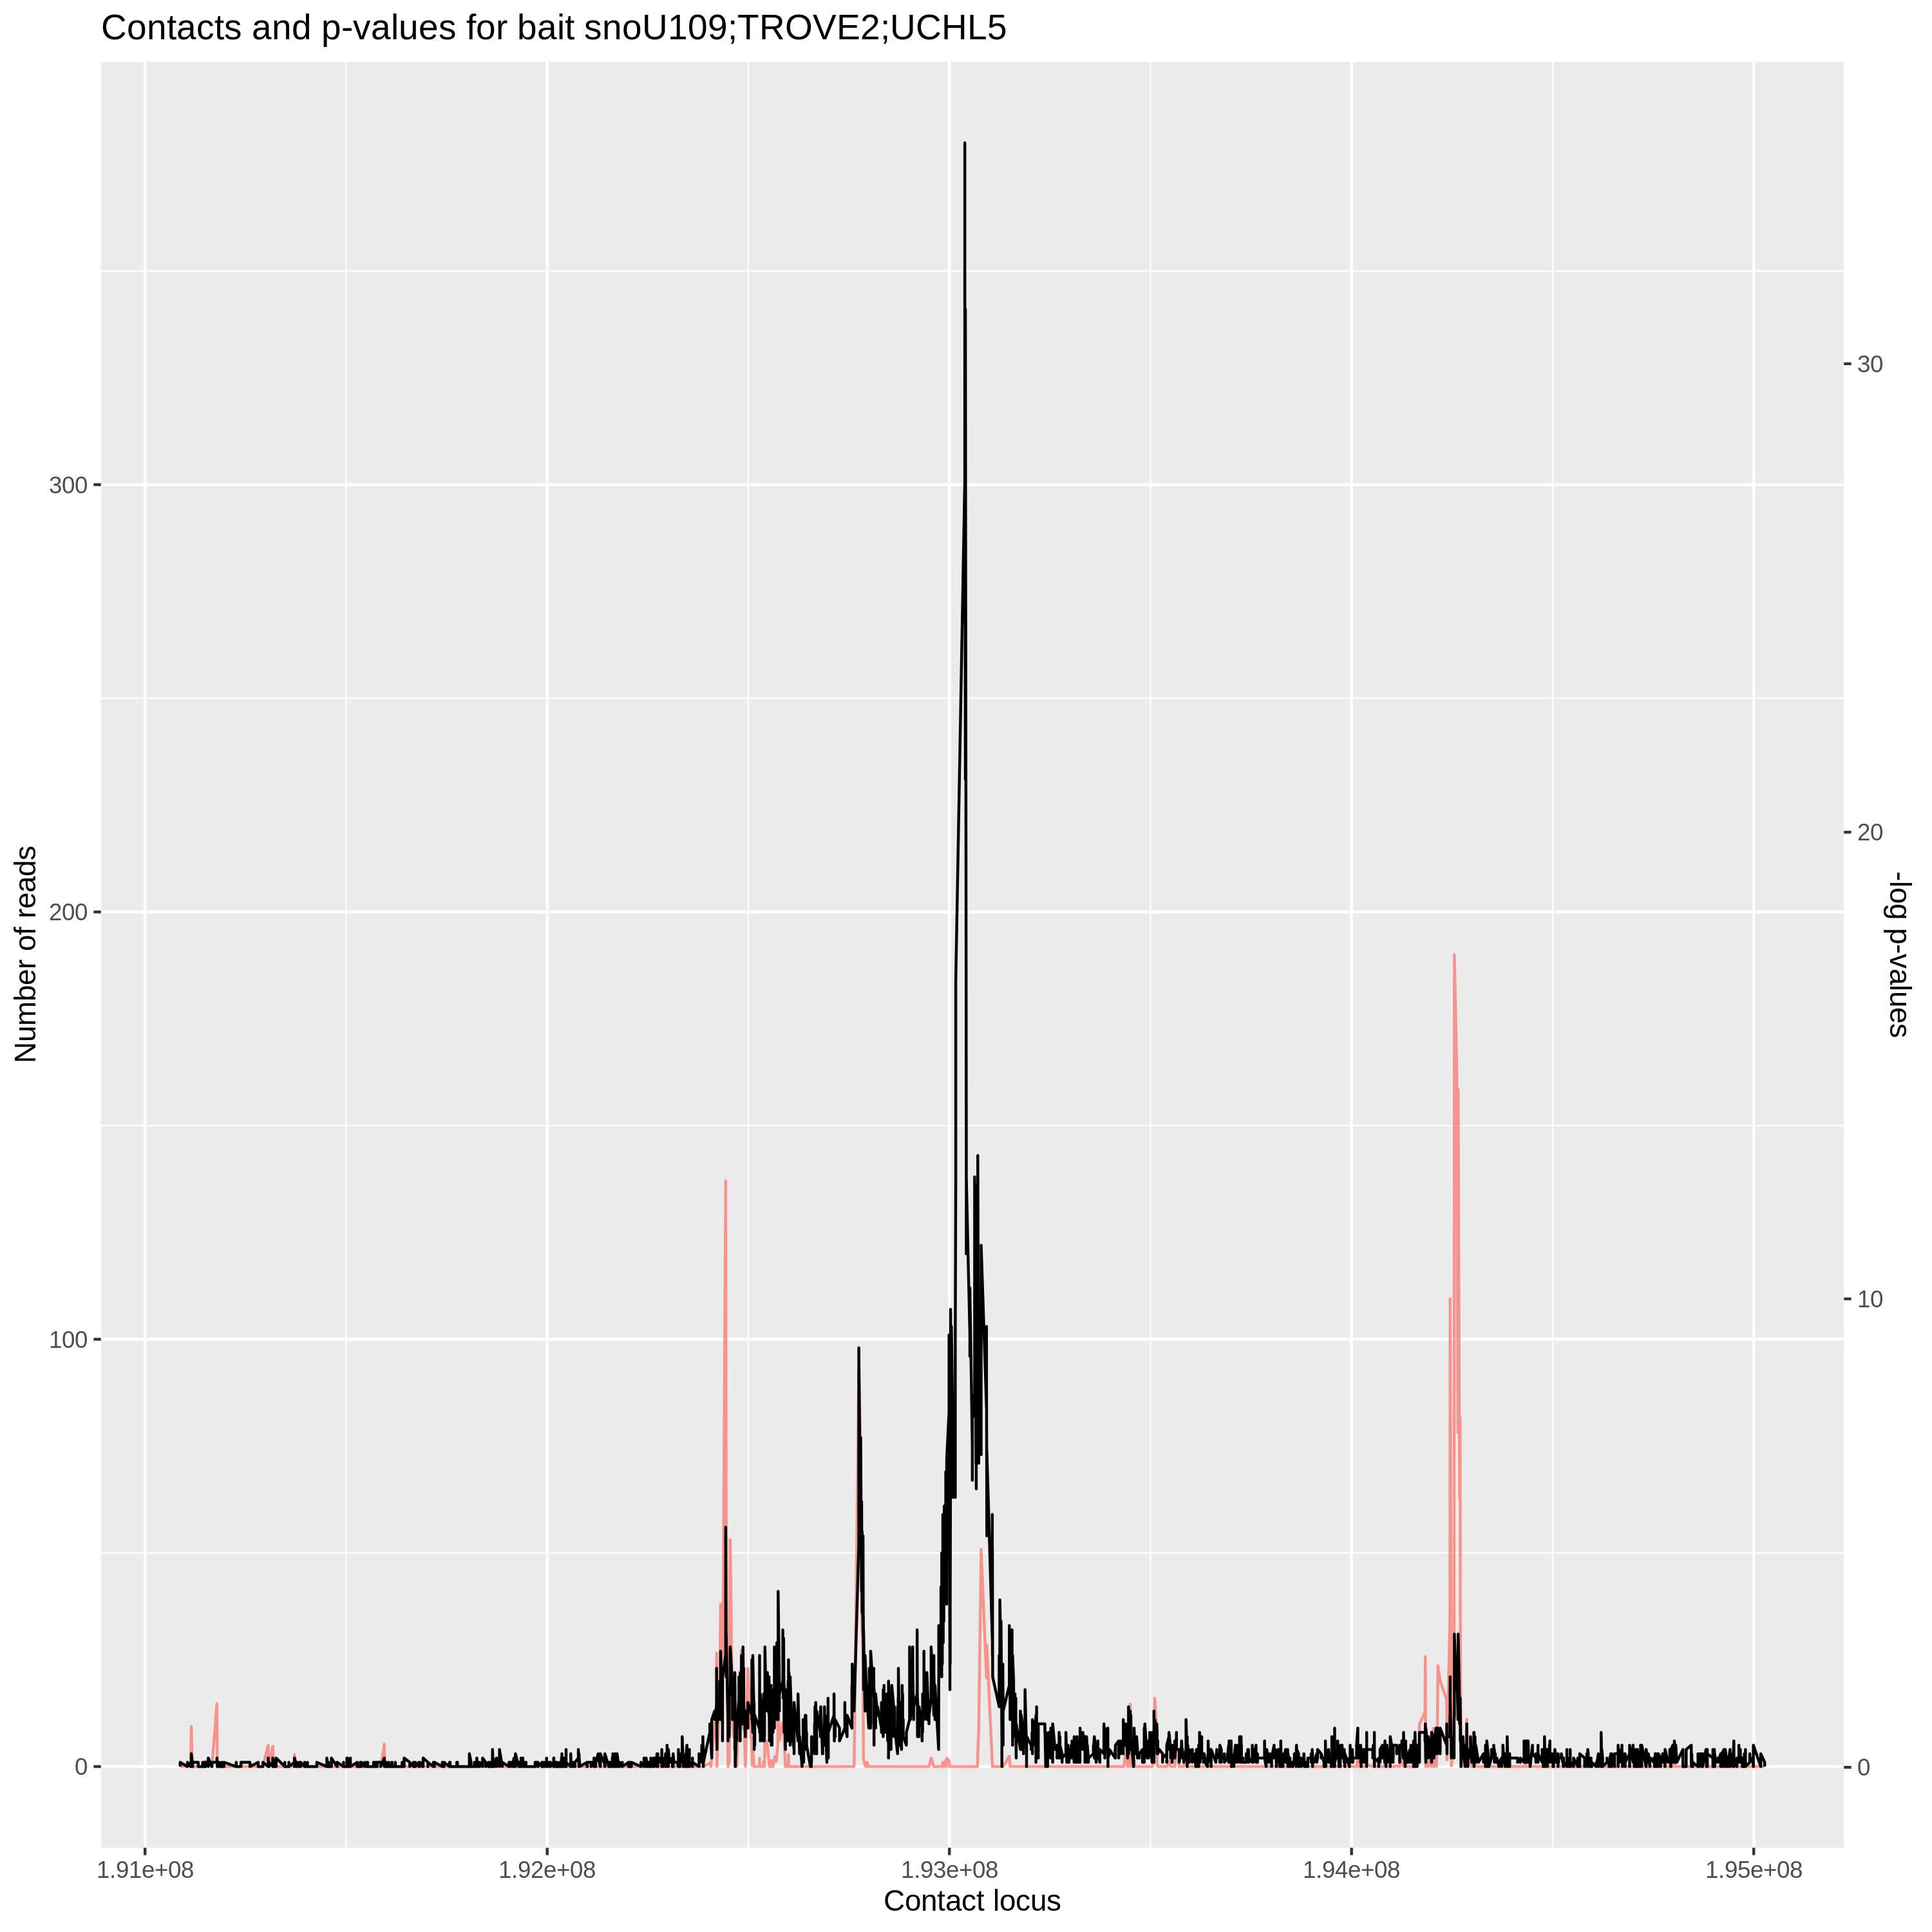 Contacts and p-values for bait snoU109;TROVE2;UCHL5
Number of reads
300
200
100
0
30
20
10
0
-log p-values
1.91e+08
1.92e+08
1.93e+08
1.94e+08
1.95e+08
Contact locus